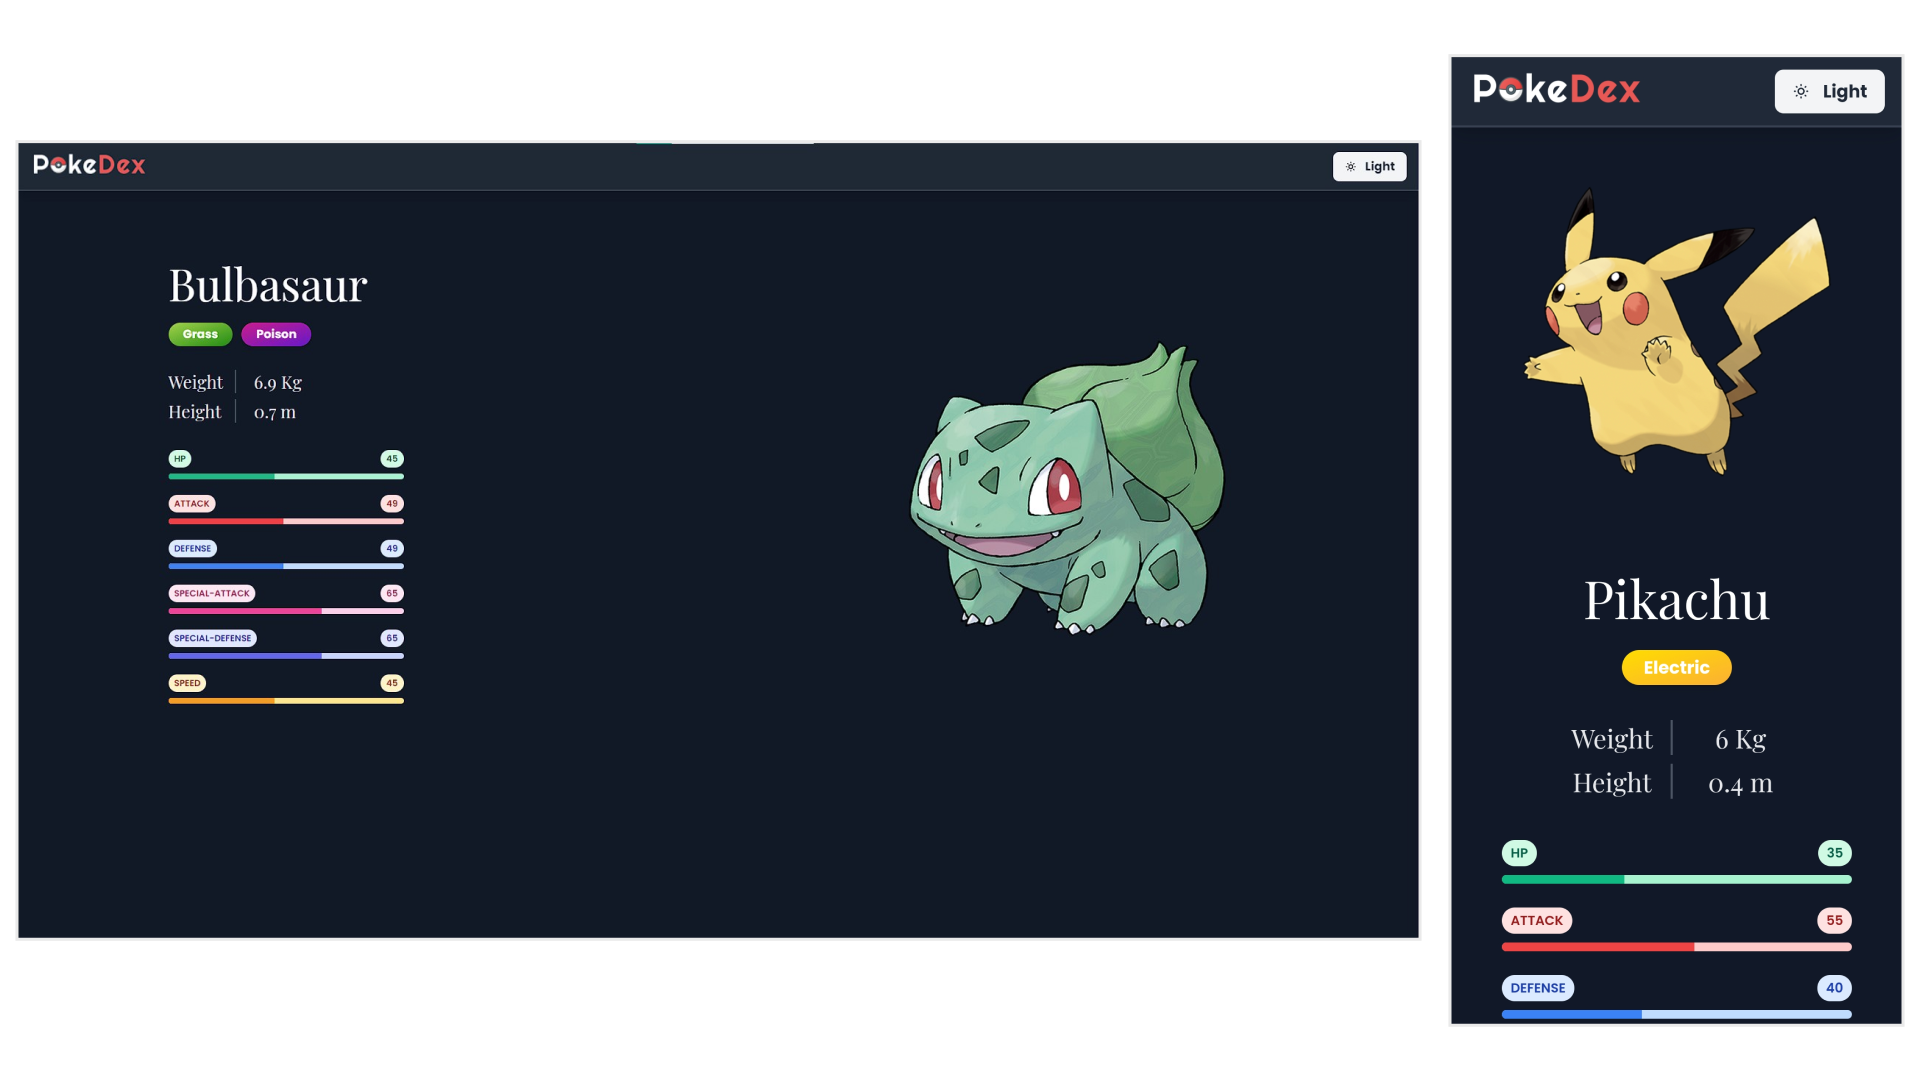 PokeDex
Light
Bulbasaur
Grass Poison
Weight 6.9 Kg
Height 0.7 m
HP 45
ATTACK 49
DEFENSE 49
SPECIAL-ATTACK 65
SPECIAL-DEFENSE 65
SPEED 45
PokeDex
Light
Pikachu
Electric
Weight 6 Kg
Height 0.4 m
HP 35
ATTACK 55
DEFENSE 40